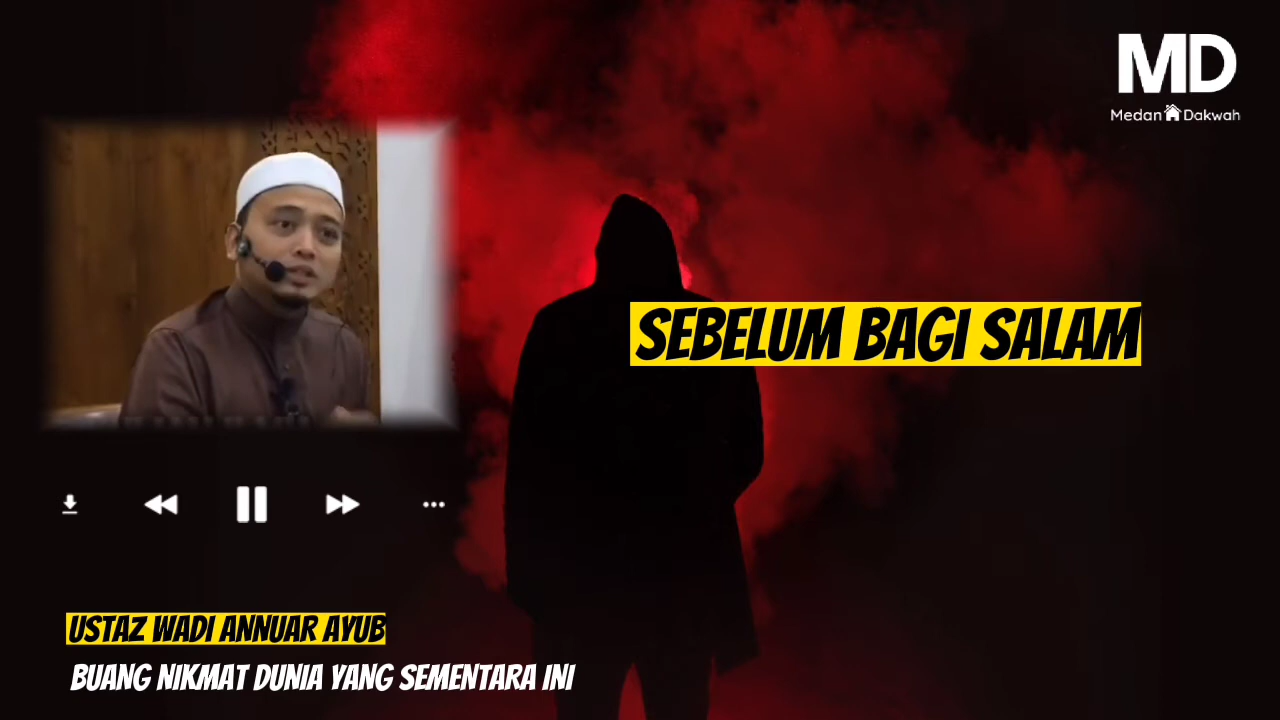 MD
Medan Dakwah
SEBELUM BAGI SALAM
USTAZ WADI ANNUAR AYUB
BUANG NIKMAT DUNIA YANG SEMENTARA INI